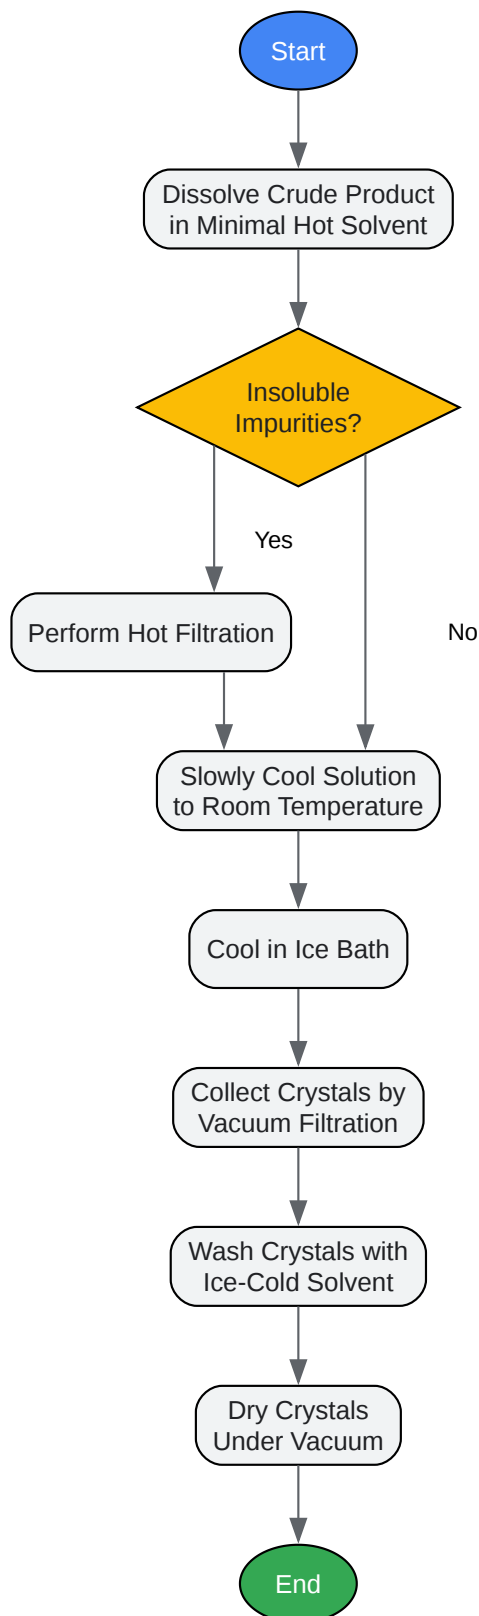 Start
Dissolve Crude Product
in Minimal Hot Solvent
Insoluble
Impurities?
Yes
Perform Hot Filtration
No
Slowly Cool Solution
to Room Temperature
Cool in Ice Bath
Collect Crystals by
Vacuum Filtration
Wash Crystals with
Ice-Cold Solvent
Dry Crystals
Under Vacuum
End